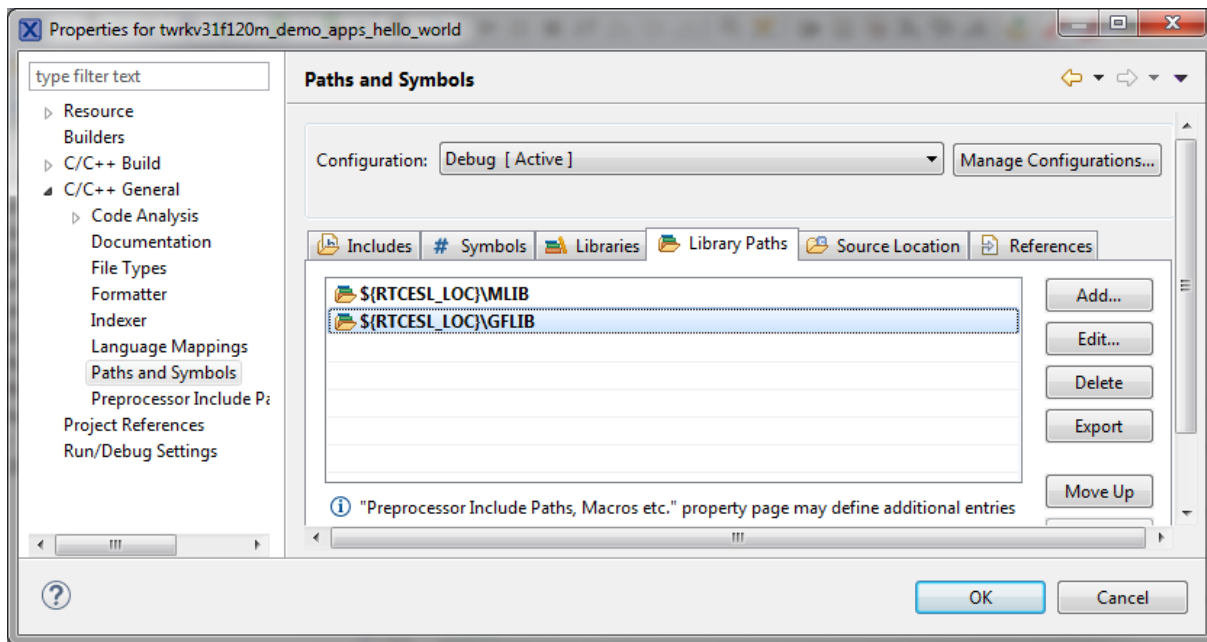 Properties for twrkv31f120m_demo_apps_hello_world
type filter text
Resource
Builders
C/C++ Build
C/C++ General
Code Analysis
Documentation
File Types
Formatter
Indexer
Language Mappings
Paths and Symbols
Preprocessor Include Pa
Project References
Run/Debug Settings
Paths and Symbols
Configuration: Debug [ Active ] Manage Configurations...
Includes # Symbols Libraries Library Paths Source Location References
${RTCESL_LOC}\MLIB
${RTCESL_LOC}\GFLIB
Add...
Edit...
Delete
Export
Move Up
"Preprocessor Include Paths, Macros etc." property page may define additional entries
OK Cancel